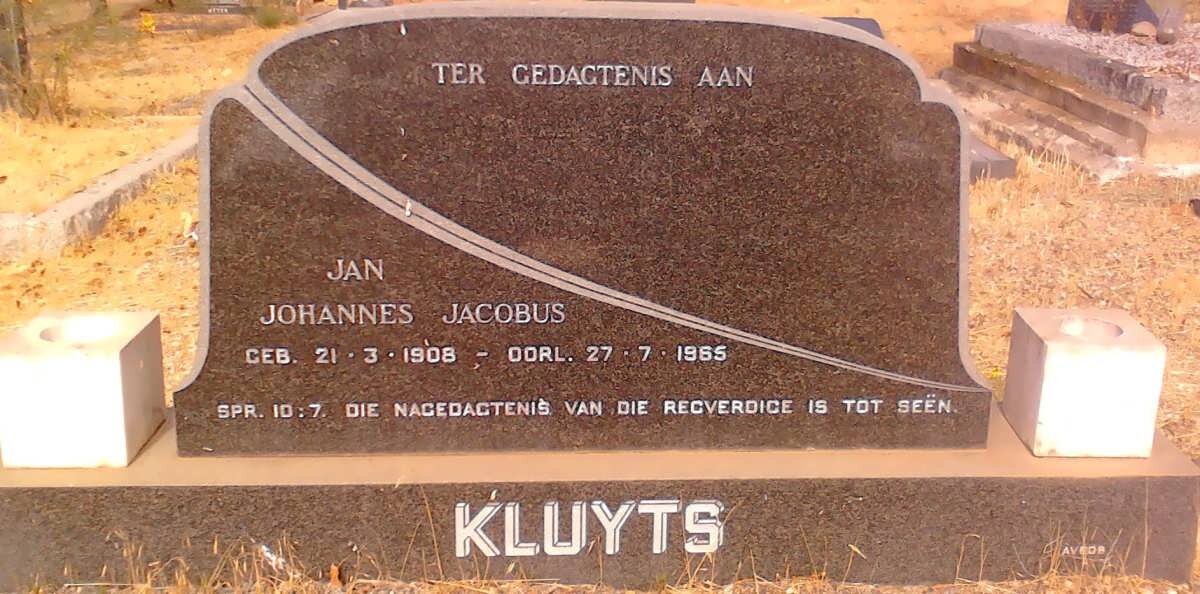 TER GEDAGTENIS AAN
JAN
JOHANNES JACOBUS
GEB. 21·3·1908 - OORL. 27·7·1965
SPR. 10:7. DIE NAGEDAGTENIS VAN DIE REGVERDIGE IS TOT SEËN.
KLUYTS